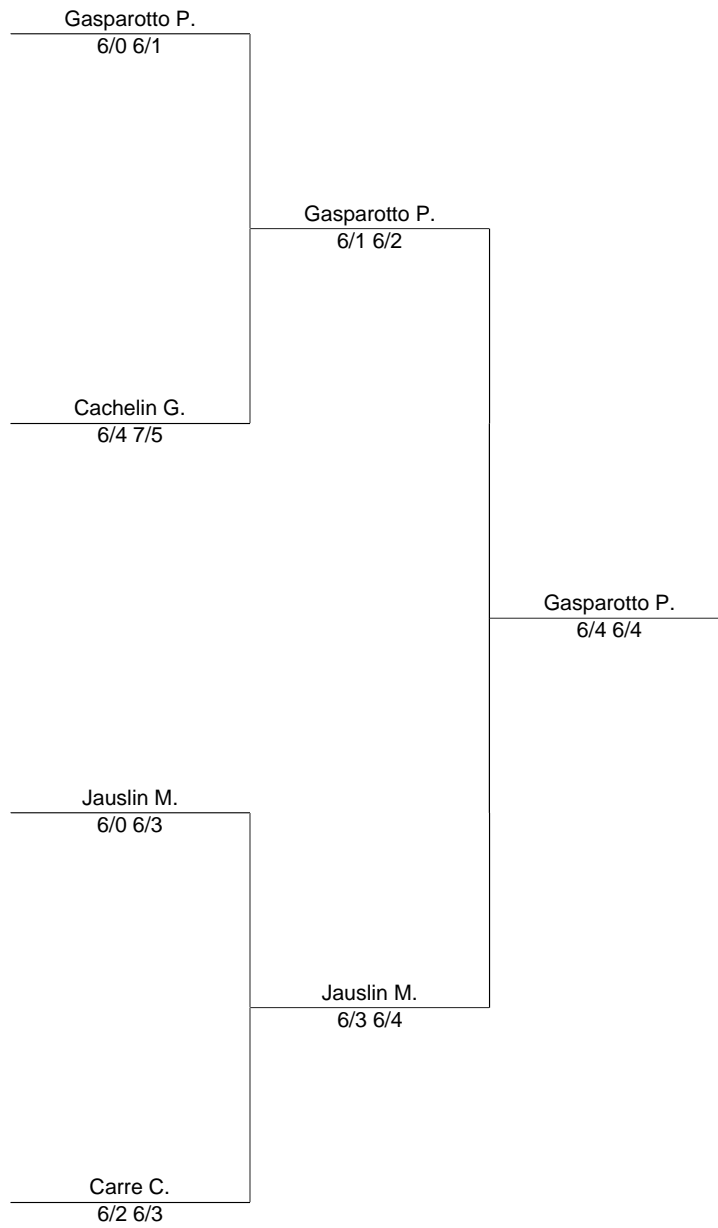 Gasparotto P.
6/0 6/1
Gasparotto P.
6/1 6/2
Cachelin G.
6/4 7/5
Gasparotto P.
6/4 6/4
Jauslin M.
6/0 6/3
Jauslin M.
6/3 6/4
Carre C.
6/2 6/3